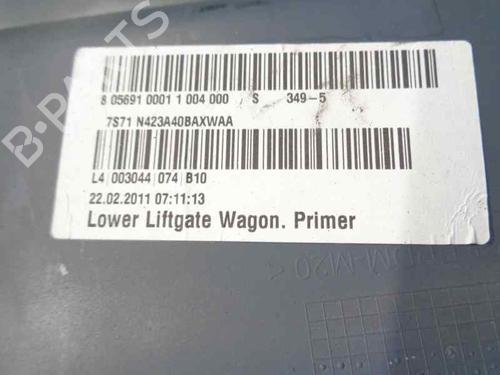 8 05691 0001 1 004 000 S 349-5
7S71 N423A40BAXWAA
L4 003044 074 B10
22.02.2011 07:11:13
Lower Liftgate Wagon. Primer
B-PARTS